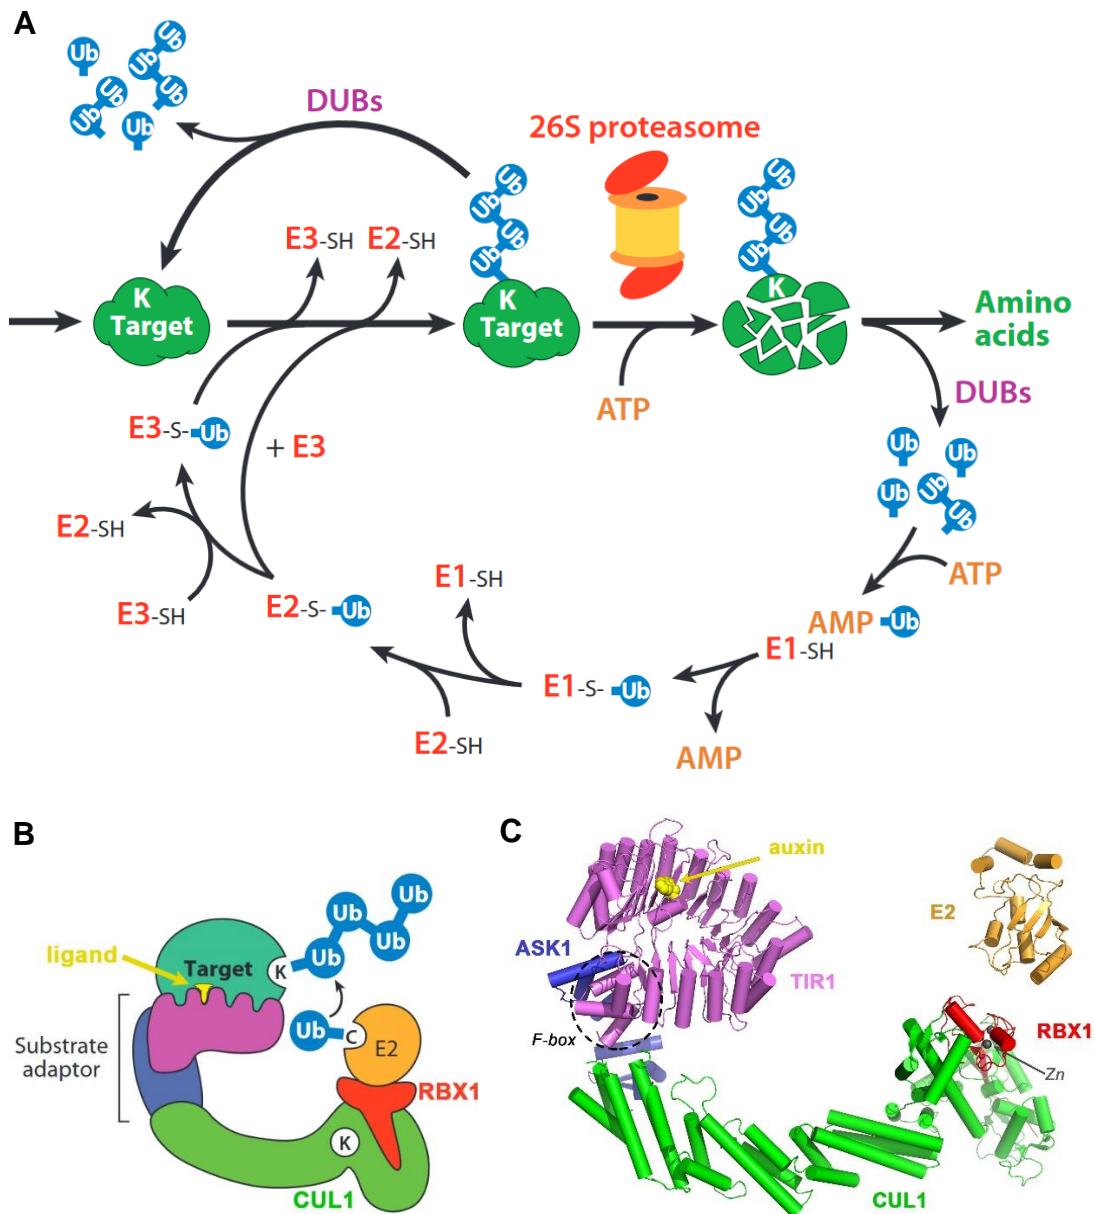 A
Ub
Ub
Ub
Ub
Ub
Ub
Ub
DUBs
26S proteasome
Ub
Ub
Ub
Ub
Ub
Ub
Ub
Ub
E3-SH
E2-SH
K
Target
K
Target
K
Amino
acids
ATP
DUBs
E3-S-Ub
+ E3
Ub
Ub
Ub
Ub
Ub
E2-SH
E3-SH
E2-S-Ub
E1-SH
ATP
AMP-Ub
E1-SH
E1-S-Ub
E2-SH
AMP
B
ligand
Target
K
Ub
Ub
Ub
Ub
Ub
C
E2
Substrate
adaptor
RBX1
K
CUL1
C
auxin
ASK1
TIR1
F-box
E2
RBX1
Zn
CUL1